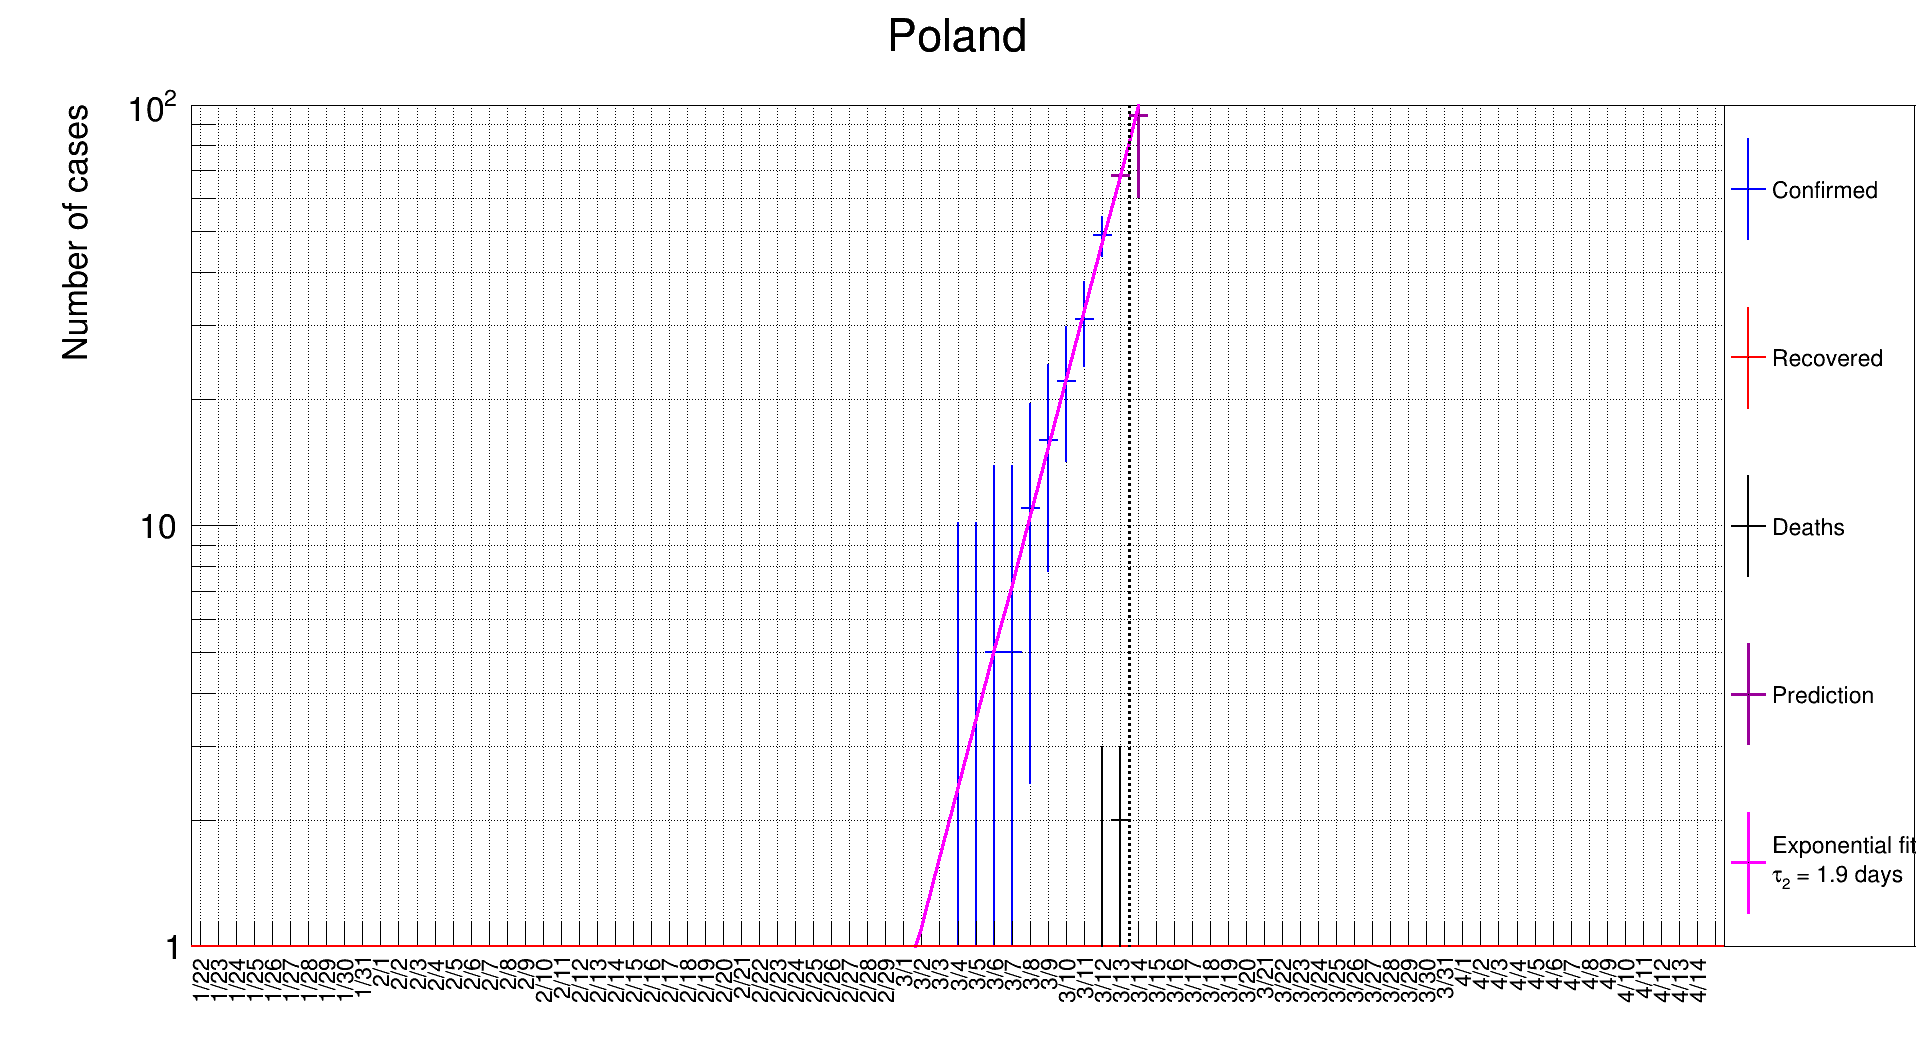 Poland
Number of cases
10²
10
1
1/22 1/23 1/24 1/25 1/26 1/27 1/28 1/29 1/30 1/31 2/1 2/2 2/3 2/4 2/5 2/6 2/7 2/8 2/9 2/10 2/11 2/12 2/13 2/14 2/15 2/16 2/17 2/18 2/19 2/20 2/21 2/22 2/23 2/24 2/25 2/26 2/27 2/28 2/29 3/1 3/2 3/3 3/4 3/5 3/6 3/7 3/8 3/9 3/10 3/11 3/12 3/13 3/14 3/15 3/16 3/17 3/18 3/19 3/20 3/21 3/22 3/23 3/24 3/25 3/26 3/27 3/28 3/29 3/30 3/31 4/1 4/2 4/3 4/4 4/5 4/6 4/7 4/8 4/9 4/10 4/11 4/12 4/13 4/14
Confirmed
Recovered
Deaths
Prediction
Exponential fit
τ₂ = 1.9 days